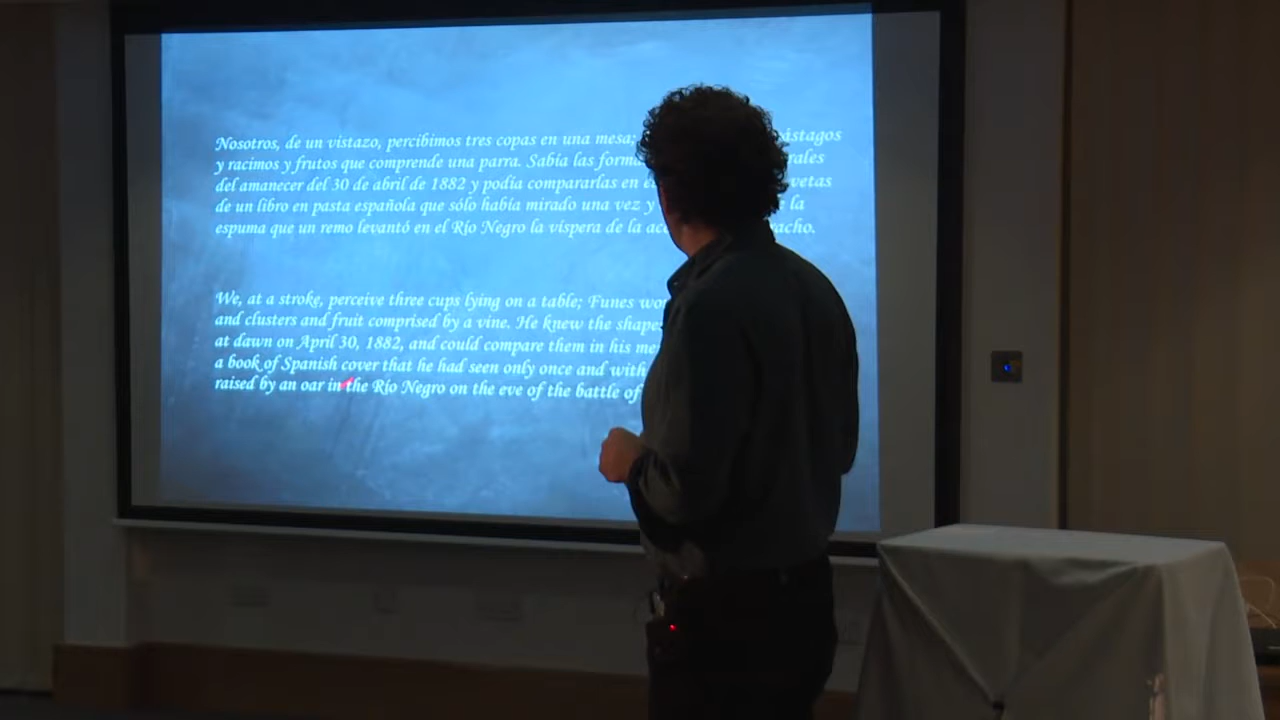 Nosotros, de un vistazo, percibimos tres copas en una mesa;
y racimos y frutos que comprende una parra. Sabía las
del amanecer del 30 de abril de 1882 y podía compararlas en
de un libro en pasta española que sólo había mirado una vez y la
espuma que un remo levantó en el Río Negro la víspera de la
We, at a stroke, perceive three cups lying on a table; Funes
and clusters and fruit comprised by a vine. He knew the
at dawn on April 30, 1882, and could compare them in his
a book of Spanish cover that he had seen only once and
raised by an oar in the Río Negro on the eve of the battle of